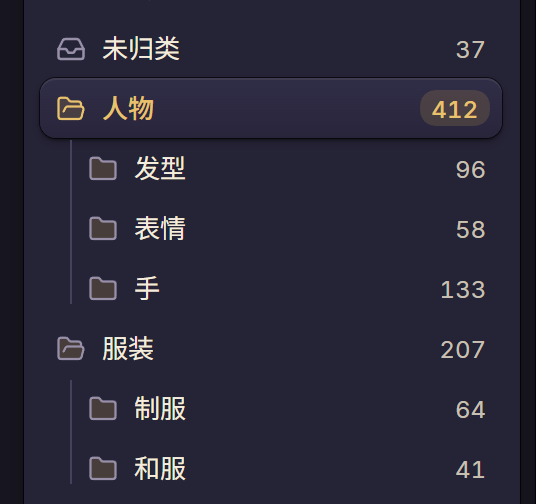 未归类 37
人物 412
发型 96
表情 58
手 133
服装 207
制服 64
和服 41